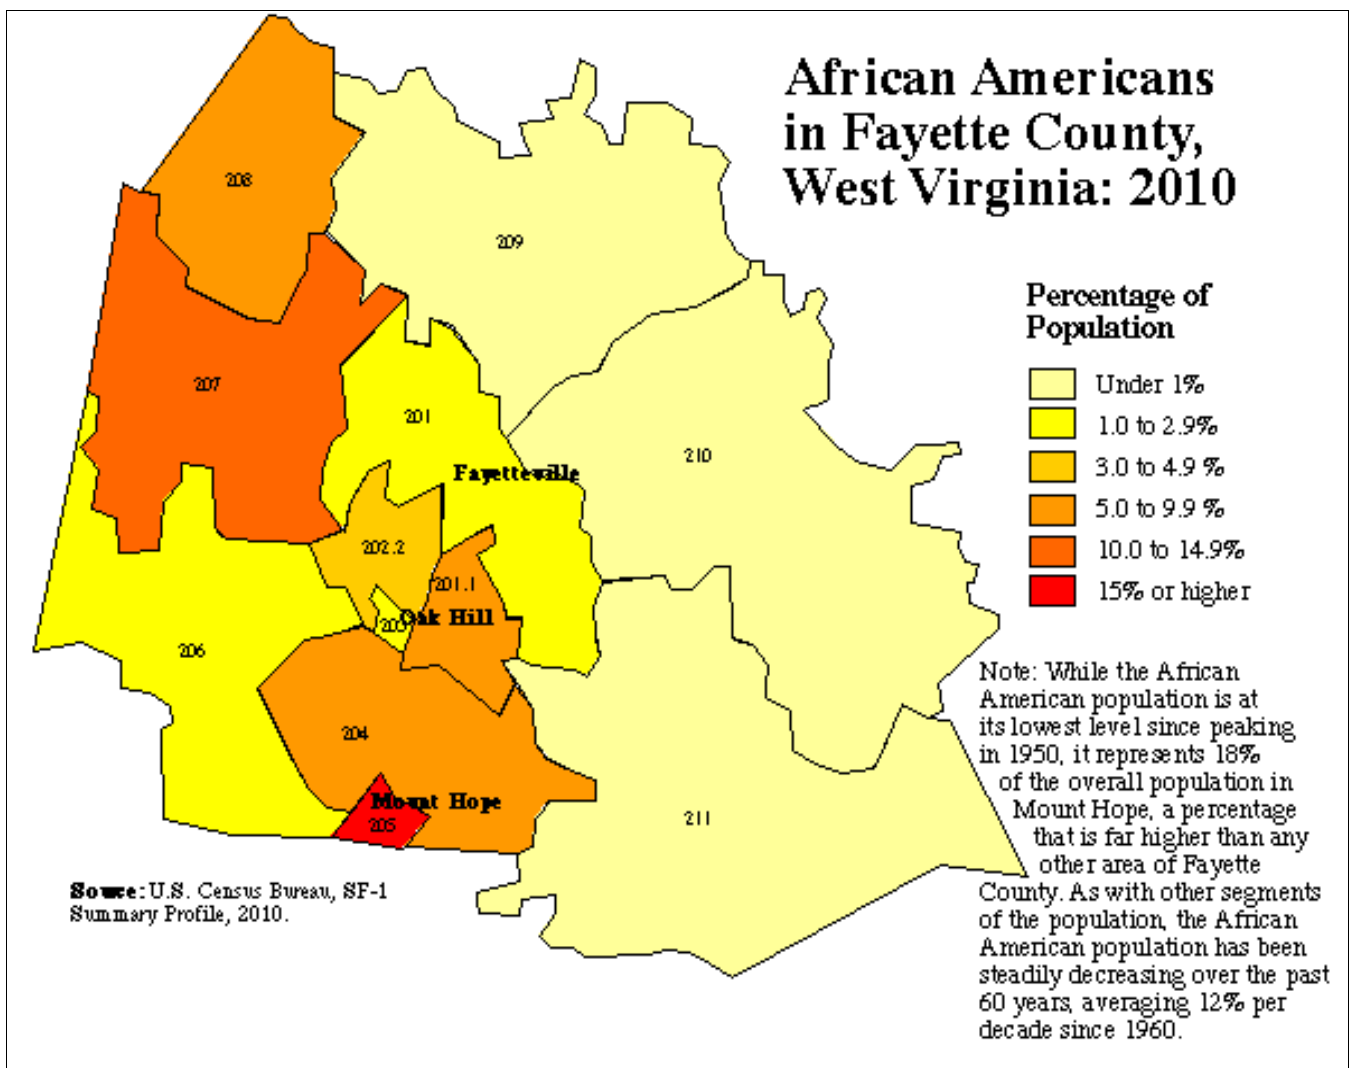 African Americans
in Fayette County,
West Virginia: 2010
208
209
207
201
210
Fayetteville
202.2
201.1
203
Oak Hill
206
204
Mount Hope
205
211
Percentage of
Population
Under 1%
1.0 to 2.9%
3.0 to 4.9 %
5.0 to 9.9 %
10.0 to 14.9%
15% or higher
Note: While the African
American population is at
its lowest level since peaking
in 1950, it represents 18%
of the overall population in
Mount Hope, a percentage
that is far higher than any
other area of Fayette
County. As with other segments
of the population, the African
American population has been
steadily decreasing over the past
60 years, averaging 12% per
decade since 1960.
Source: U.S. Census Bureau, SF-1
Summary Profile, 2010.